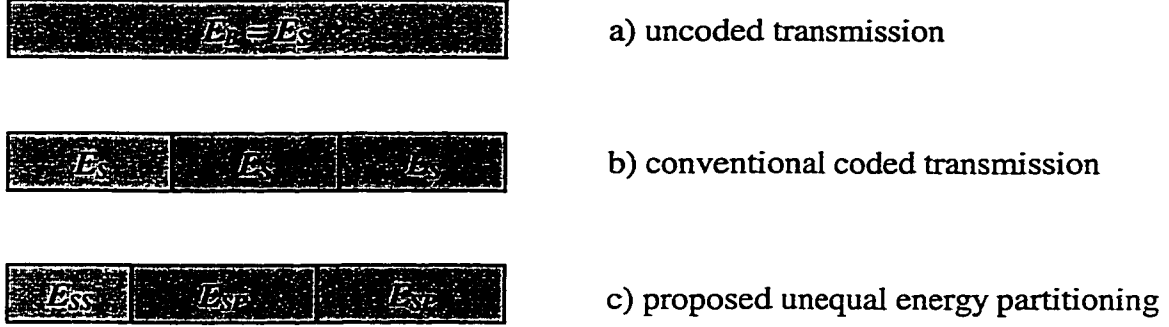 E_B = E_S a) uncoded transmission
E_S E_S E_S b) conventional coded transmission
E_SS E_SP E_SP c) proposed unequal energy partitioning